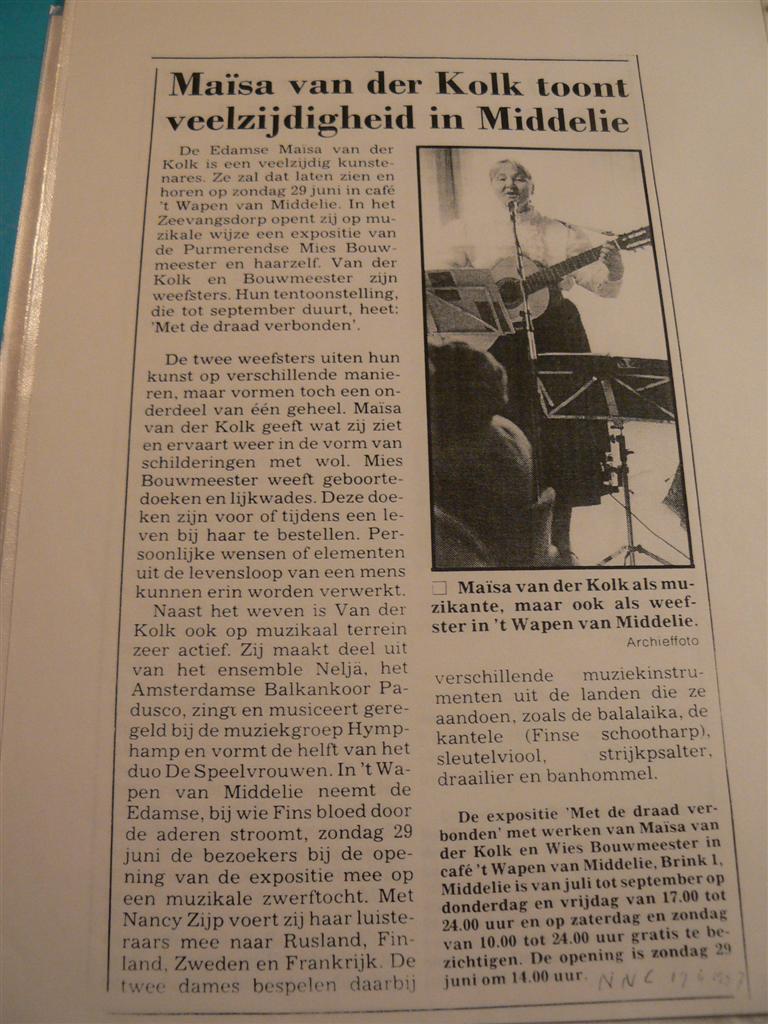 Maïsa van der Kolk toont
veelzijdigheid in Middelie
De Edamse Maïsa van der
Kolk is een veelzijdig kunste-
nares. Ze zal dat laten zien en
horen op zondag 29 juni in café
't Wapen van Middelie. In het
Zeevangsdorp opent zij op mu-
zikale wijze een expositie van
de Purmerendse Mies Bouw-
meester en haarzelf. Van der
Kolk en Bouwmeester zijn
weefsters. Hun tentoonstelling,
die tot september duurt, heet:
'Met de draad verbonden'.
De twee weefsters uiten hun
kunst op verschillende manie-
ren, maar vormen toch een on-
derdeel van één geheel. Maïsa
van der Kolk geeft wat zij ziet
en ervaart weer in de vorm van
schilderingen met wol. Mies
Bouwmeester weeft geboorte-
doeken en lijkwades. Deze doe-
ken zijn voor of tijdens een le-
ven bij haar te bestellen. Per-
soonlijke wensen of elementen
uit de levensloop van een mens
kunnen erin worden verwerkt.
Naast het weven is Van der
Kolk ook op muzikaal terrein
zeer actief. Zij maakt deel uit
van het ensemble Neljä, het
Amsterdamse Balkankoor Pa-
dusco, zingt en musiceert gere-
geld bij de muziekgroep Hymp-
hamp en vormt de helft van het
duo De Speelvrouwen. In 't Wa-
pen van Middelie neemt de
Edamse, bij wie Fins bloed door
de aderen stroomt, zondag 29
juni de bezoekers bij de ope-
ning van de expositie mee op
een muzikale zwerftocht. Met
Nancy Zijp voert zij haar luiste-
raars mee naar Rusland, Fin-
land, Zweden en Frankrijk. De
twee dames bespelen daarbij
□ Maïsa van der Kolk als mu-
zikante, maar ook als weef-
ster in 't Wapen van Middelie.
Archieffoto
verschillende muziekinstru-
menten uit de landen die ze
aandoen, zoals de balalaika, de
kantele (Finse schootharp),
sleutelviool, strijkpsalter,
draailier en banhommel.
De expositie 'Met de draad ver-
bonden' met werken van Maïsa van
der Kolk en Wies Bouwmeester in
café 't Wapen van Middelie, Brink 1,
Middelie is van juli tot september op
donderdag en vrijdag van 17.00 tot
24.00 uur en op zaterdag en zondag
van 10.00 tot 24.00 uur gratis te be-
zichtigen. De opening is zondag 29
juni om 14.00 uur.
NNC